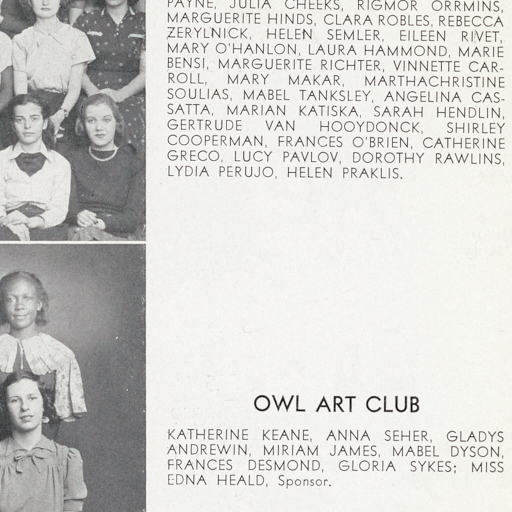 PAYNE, JULIA CHEEKS, RIGMOR ORRMINS,
MARGUERITE HINDS, CLARA ROBLES, REBECCA
ZERYLNICK, HELEN SEMLER, EILEEN RIVET,
MARY O'HANLON, LAURA HAMMOND, MARIE
BENSI, MARGUERITE RICHTER, VINNETTE CAR-
ROLL, MARY MAKAR, MARTHACHRISTINE
SOULIAS, MABEL TANKSLEY, ANGELINA CAS-
SATTA, MARIAN KATISKA, SARAH HENDLIN,
GERTRUDE VAN HOOYDONCK, SHIRLEY
COOPERMAN, FRANCES O'BRIEN, CATHERINE
GRECO, LUCY PAVLOV, DOROTHY RAWLINS,
LYDIA PERUJO, HELEN PRAKLIS.
OWL ART CLUB
KATHERINE KEANE, ANNA SEHER, GLADYS
ANDREWIN, MIRIAM JAMES, MABEL DYSON,
FRANCES DESMOND, GLORIA SYKES; MISS
EDNA HEALD, Sponsor.